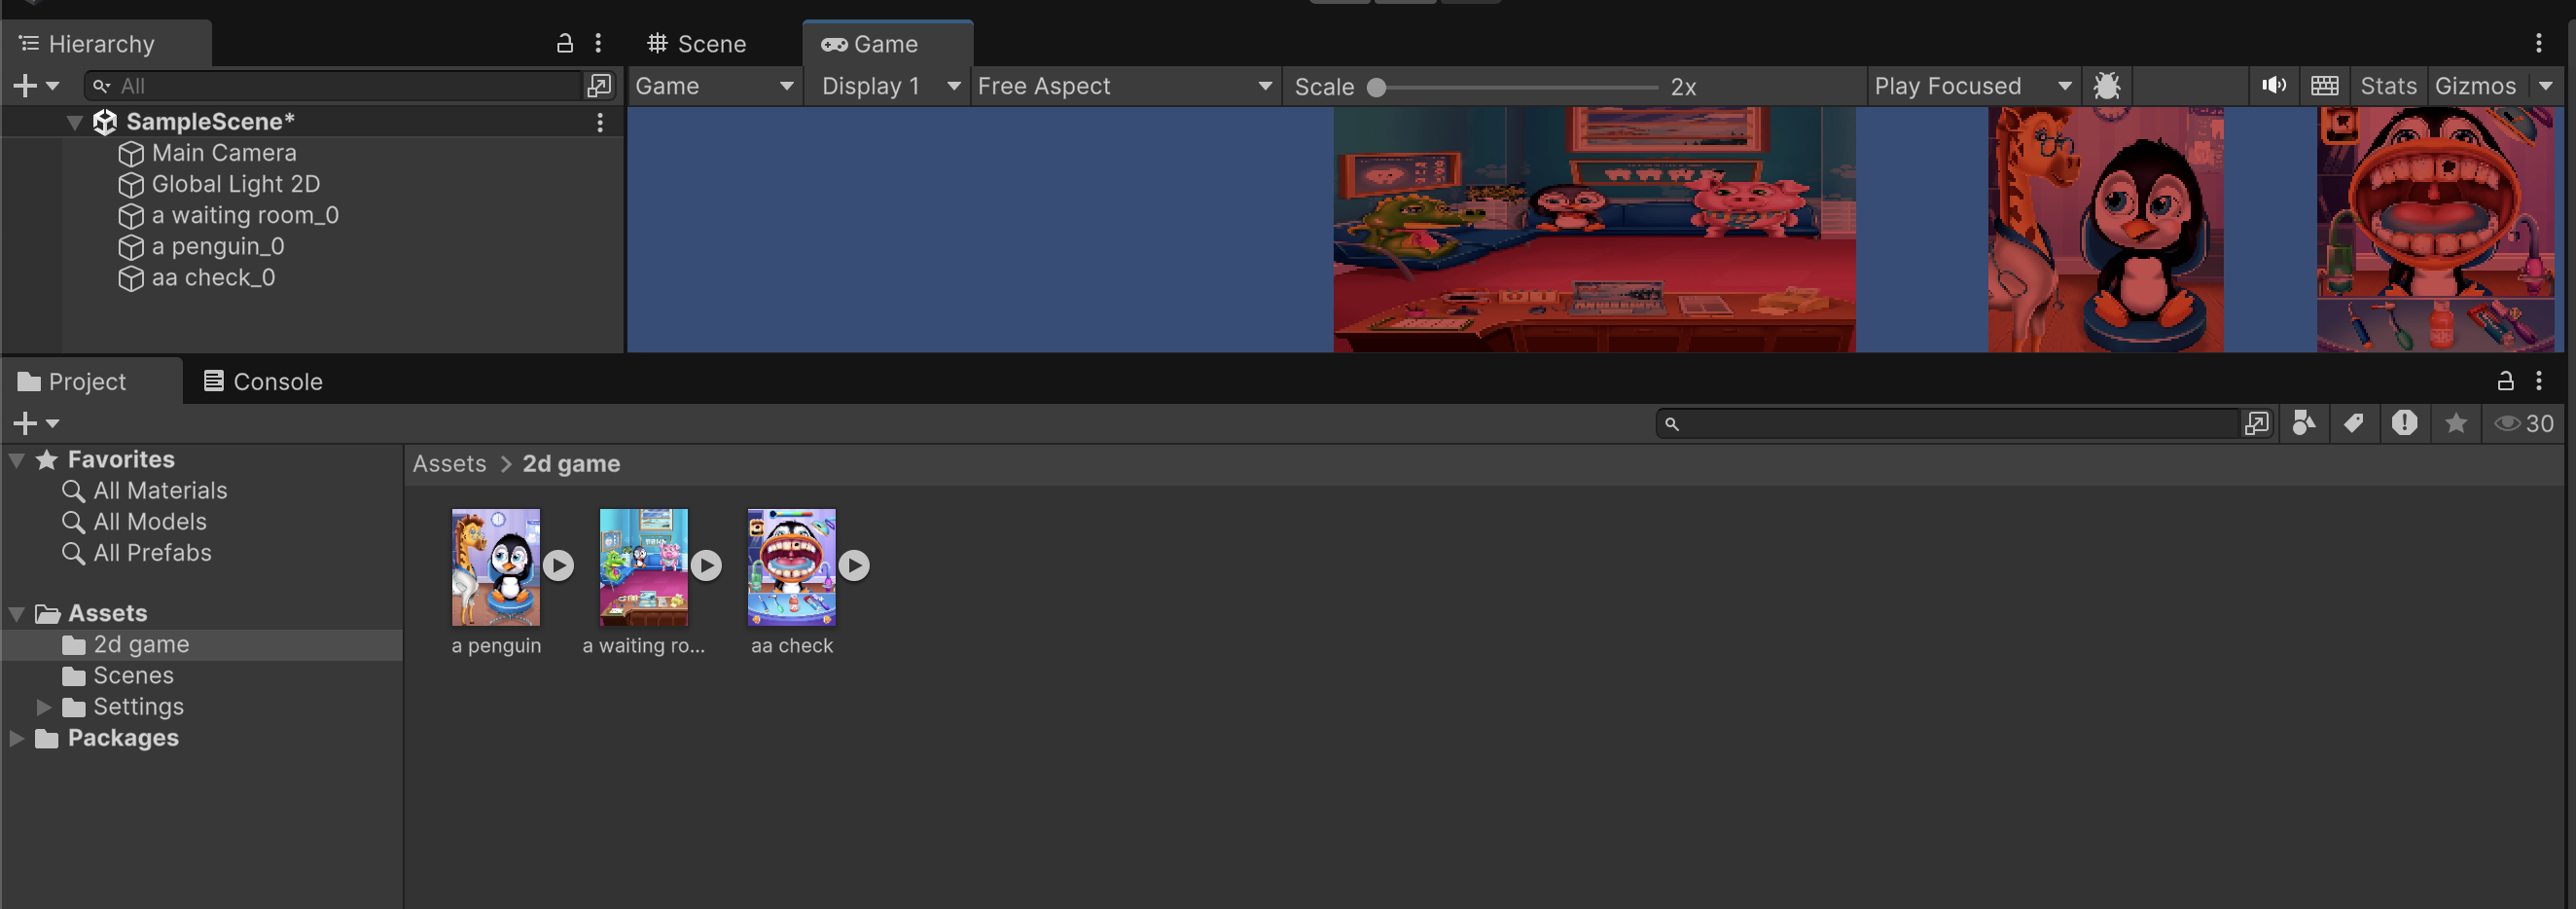 Hierarchy
Scene
Game
All
Game
Display 1
Free Aspect
Scale
2x
Play Focused
Stats
Gizmos
SampleScene*
Main Camera
Global Light 2D
a waiting room_0
a penguin_0
aa check_0
Project
Console
30
Favorites
All Materials
All Models
All Prefabs
Assets
2d game
Scenes
Settings
Packages
Assets > 2d game
a penguin
a waiting ro...
aa check